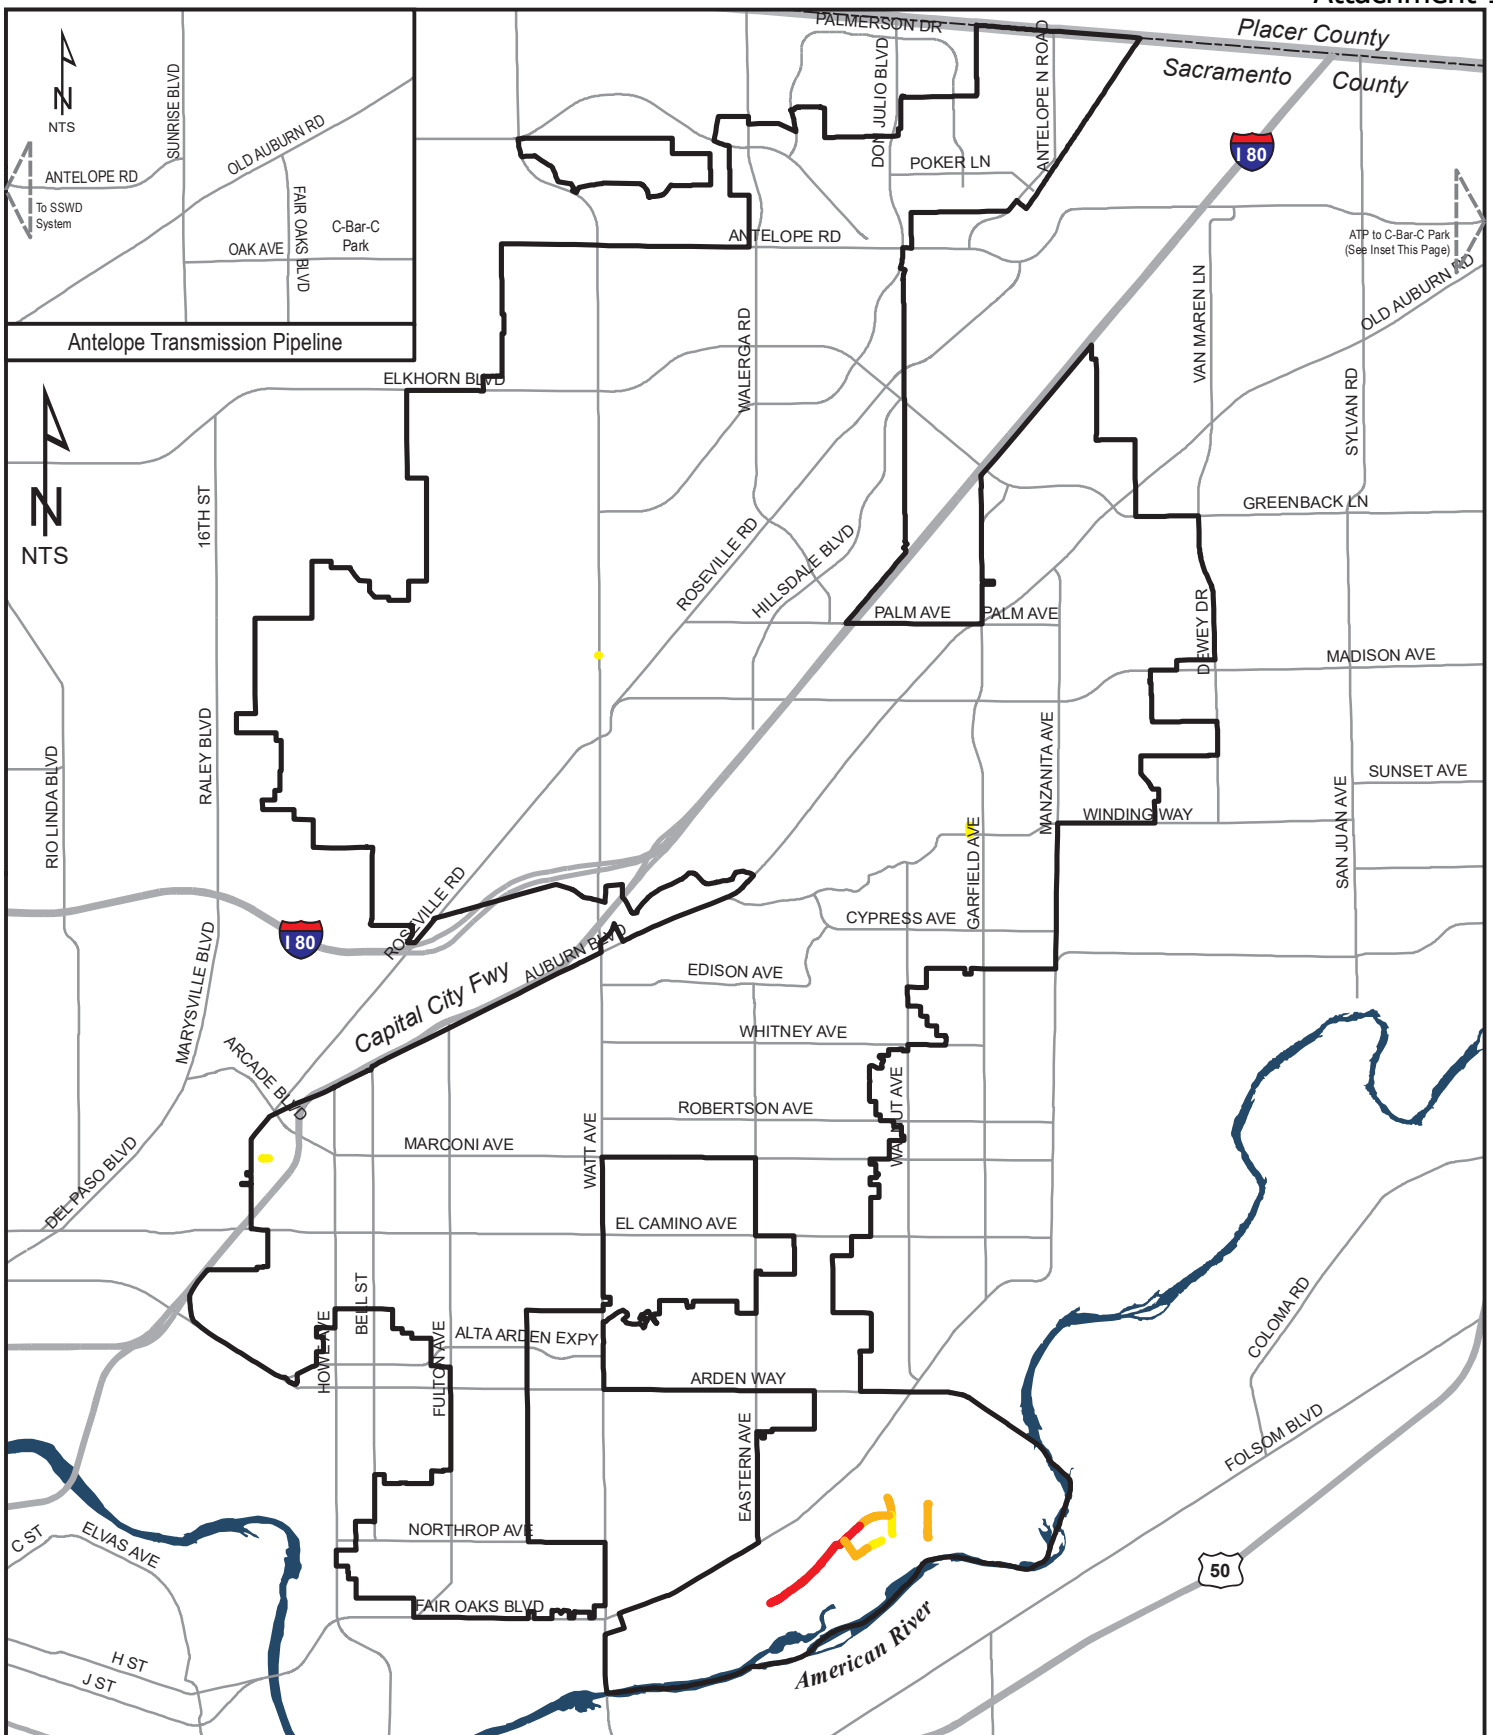 Placer County
Sacramento County
PALMERSON DR
DON JULIO BLVD
ANTELOPE N ROAD
N
NTS
SUNRISE BLVD
OLD AUBURN RD
ANTELOPE RD
To SSWD
System
FAIR OAKS BLVD
C-Bar-C
Park
OAK AVE
Antelope Transmission Pipeline
I 80
POKER LN
ANTELOPE RD
ATP to C-Bar-C Park
(See Inset This Page)
OLD AUBURN RD
VAN MAREN LN
WALERGA RD
SYLVAN RD
ELKHORN BLVD
N
NTS
16TH ST
GREENBACK LN
ROSEVILLE RD
HILLSDALE BLVD
PALM AVE
PALM AVE
DEWEY DR
MADISON AVE
RIO LINDA BLVD
RALEY BLVD
MANZANITA AVE
SUNSET AVE
WINDING WAY
SAN JUAN AVE
GARFIELD AVE
ROSEVILLE RD
CYPRESS AVE
I 80
AUBURN BLVD
Capital City Fwy
EDISON AVE
MARYSVILLE BLVD
WHITNEY AVE
ARCADE BLVD
WALNUT AVE
ROBERTSON AVE
MARCONI AVE
WATT AVE
DEL PASO BLVD
EL CAMINO AVE
BELL ST
HOWE AVE
FULTON AVE
ALTA ARDEN EXPY
COLOMA RD
ARDEN WAY
EASTERN AVE
FOLSOM BLVD
NORTHROP AVE
C ST
ELVAS AVE
50
FAIR OAKS BLVD
American River
H ST
J ST